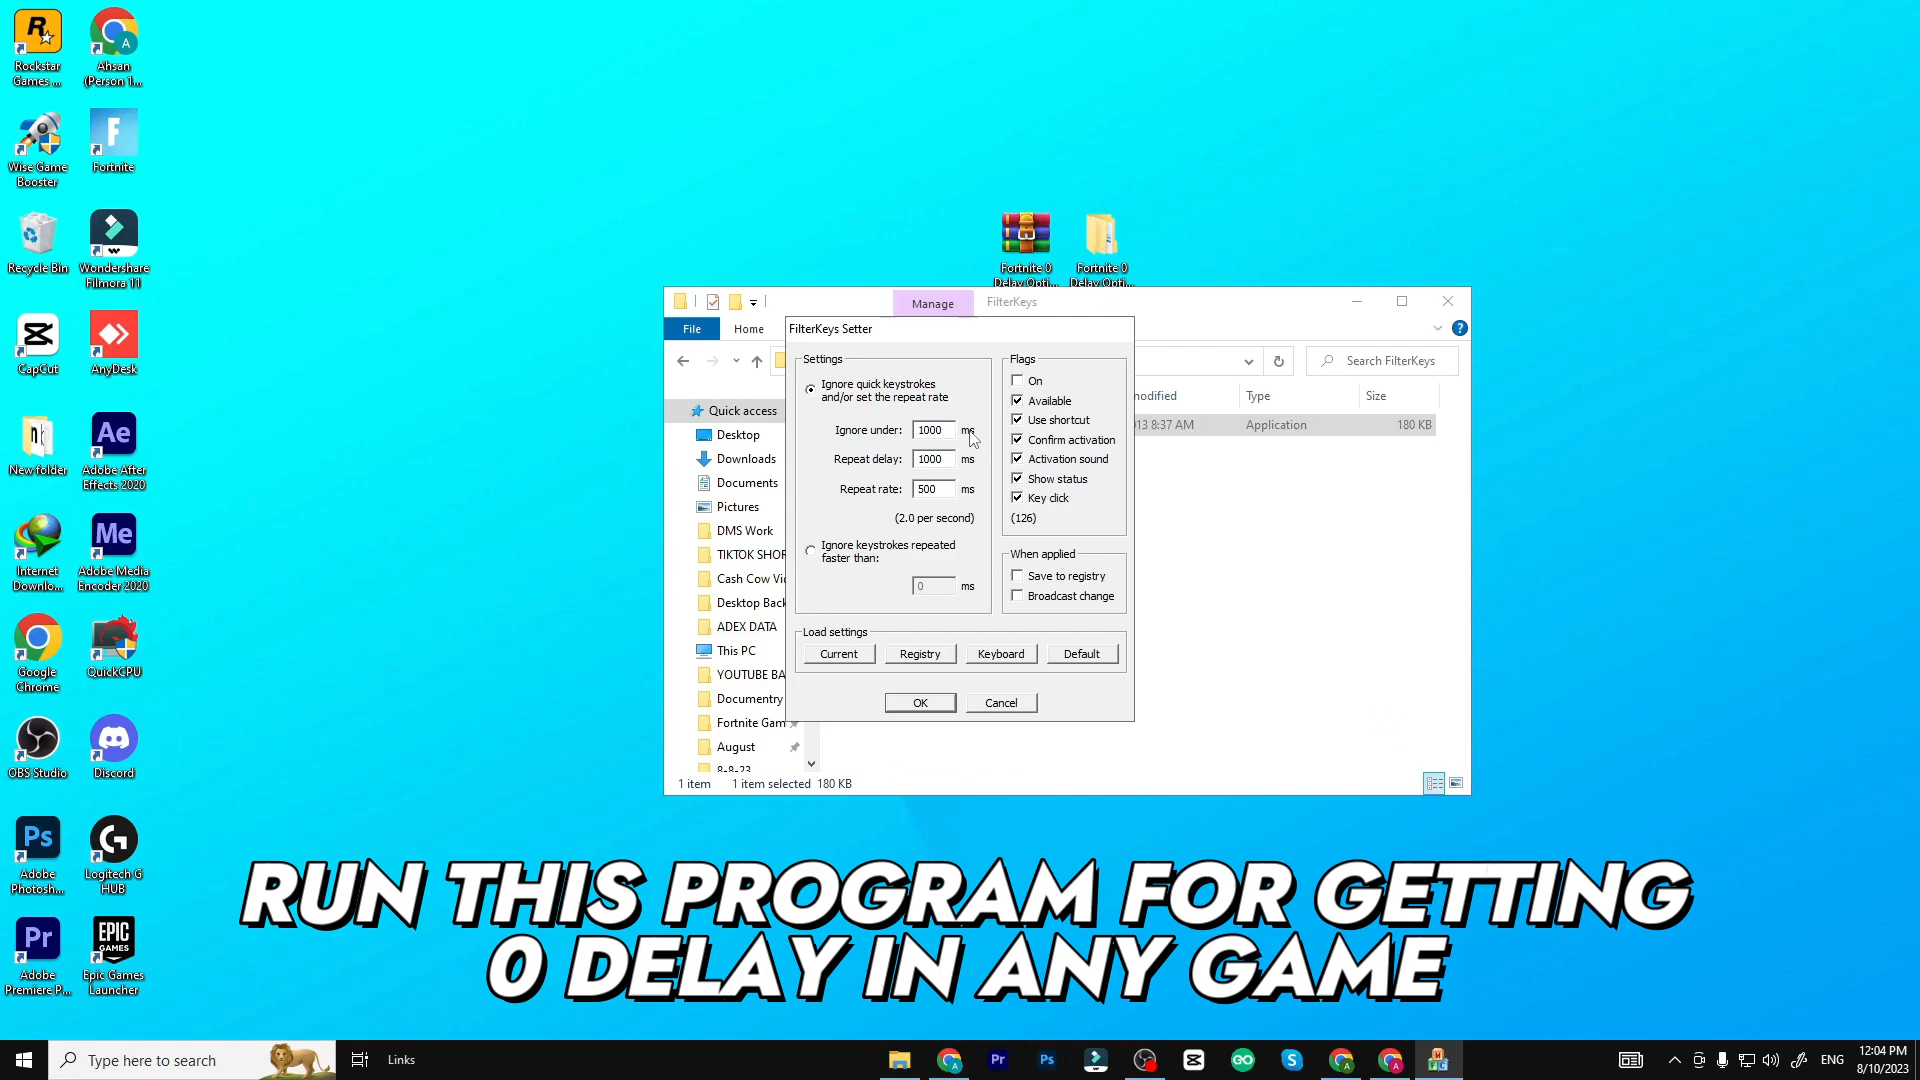 Rockstar
Games ...
Ahsan
(Person 1...
Wise Game
Booster
Fortnite
Recycle Bin
Wondershare
Filmora 11
CapCut
AnyDesk
New folder
Adobe After
Effects 2020
Internet
Downlo...
Adobe Media
Encoder 2020
Google
Chrome
QuickCPU
OBS Studio
Discord
Adobe
Photosh...
Logitech G
HUB
Adobe
Premiere P...
Epic Games
Launcher
Fortnite 0
Delay Opti...
Fortnite 0
Delay Opti...
Manage
FilterKeys
File
Home
Search FilterKeys
Type
Size
13 8:37 AM
Application
180 KB
Quick access
Desktop
Downloads
Documents
Pictures
DMS Work
TIKTOK SHOR
Cash Cow Vi
Desktop Back
ADEX DATA
This PC
YOUTUBE BA
Documentry
Fortnite Gam
August
8-8-23
1 item
1 item selected 180 KB
FilterKeys Setter
Settings
Ignore quick keystrokes
and/or set the repeat rate
Ignore under: 1000 ms
Repeat delay: 1000 ms
Repeat rate: 500 ms
(2.0 per second)
Ignore keystrokes repeated
faster than:
0 ms
Flags
On
Available
Use shortcut
Confirm activation
Activation sound
Show status
Key click
(126)
When applied
Save to registry
Broadcast change
Load settings
Current
Registry
Keyboard
Default
OK
Cancel
RUN THIS PROGRAM FOR GETTING
0 DELAY IN ANY GAME
Type here to search
Links
ENG
12:04 PM
8/10/2023